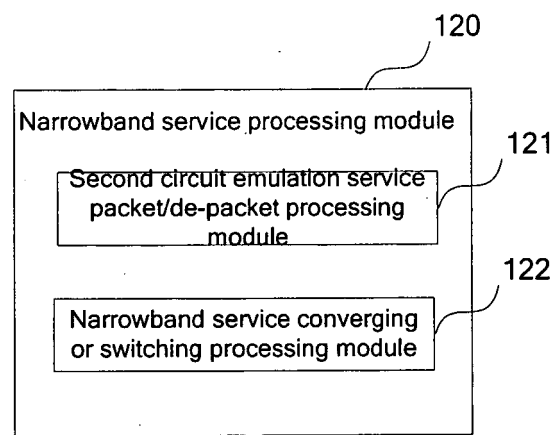 120
Narrowband service processing module
121
Second circuit emulation service
packet/de-packet processing
module
122
Narrowband service converging
or switching processing module